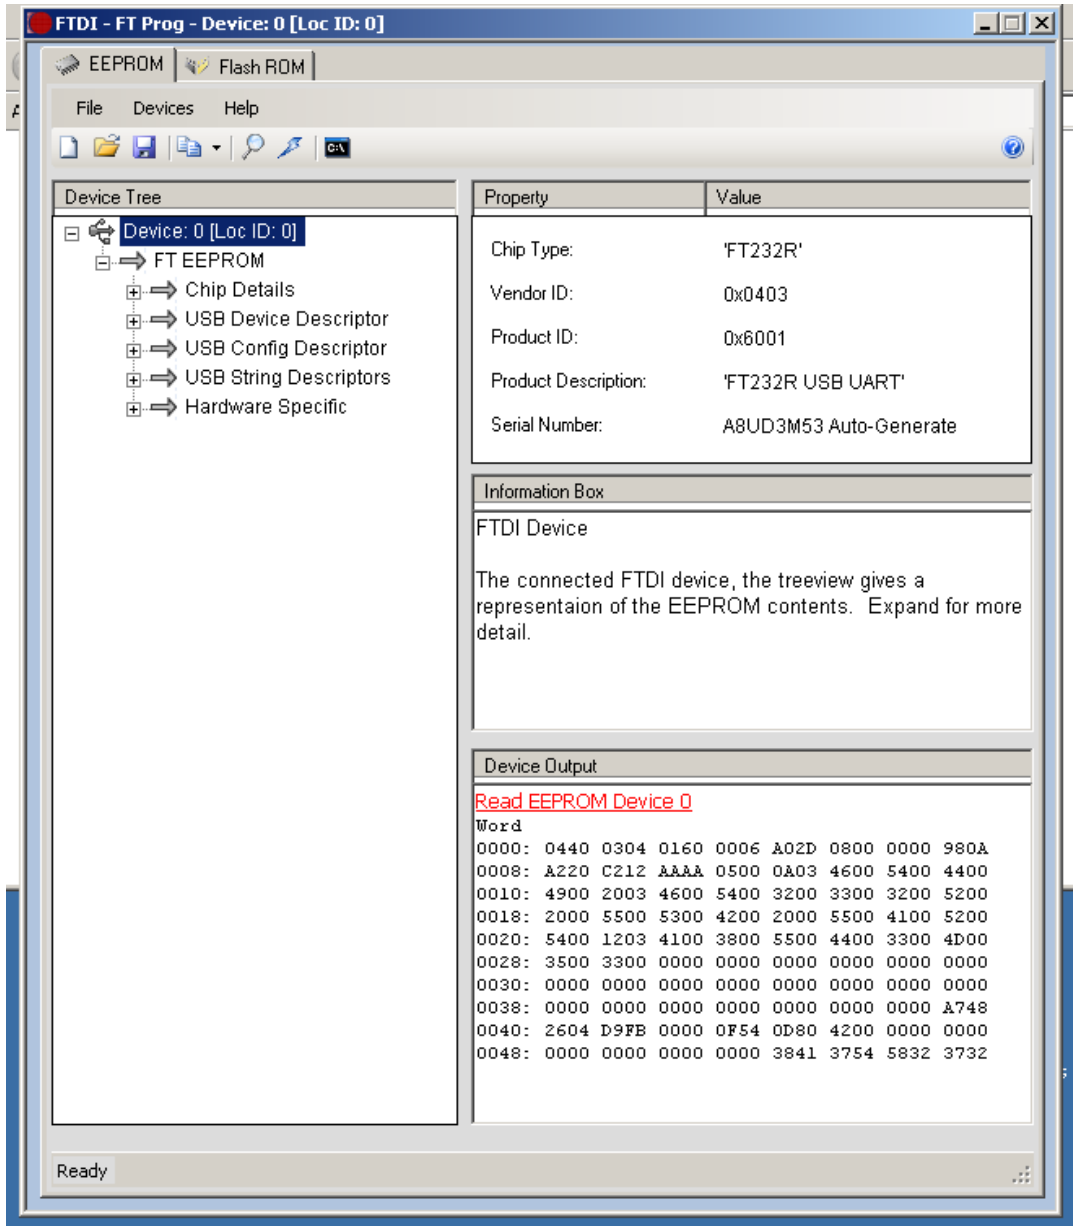 FTDI - FT Prog - Device: 0 [Loc ID: 0]
EEPROM Flash ROM
File Devices Help
C:\
Device Tree
Device: 0 [Loc ID: 0]
FT EEPROM
Chip Details
USB Device Descriptor
USB Config Descriptor
USB String Descriptors
Hardware Specific
Property Value
Chip Type: 'FT232R'
Vendor ID: 0x0403
Product ID: 0x6001
Product Description: 'FT232R USB UART'
Serial Number: A8UD3M53 Auto-Generate
Information Box
FTDI Device
The connected FTDI device, the treeview gives a
representaion of the EEPROM contents. Expand for more
detail.
Device Output
Read EEPROM Device 0
Word
0000: 0440 0304 0160 0006 A02D 0800 0000 980A
0008: A220 C212 AAAA 0500 0A03 4600 5400 4400
0010: 4900 2003 4600 5400 3200 3300 3200 5200
0018: 2000 5500 5300 4200 2000 5500 4100 5200
0020: 5400 1203 4100 3800 5500 4400 3300 4D00
0028: 3500 3300 0000 0000 0000 0000 0000 0000
0030: 0000 0000 0000 0000 0000 0000 0000 0000
0038: 0000 0000 0000 0000 0000 0000 0000 A748
0040: 2604 D9FB 0000 0F54 0D80 4200 0000 0000
0048: 0000 0000 0000 0000 3841 3754 5832 3732
Ready